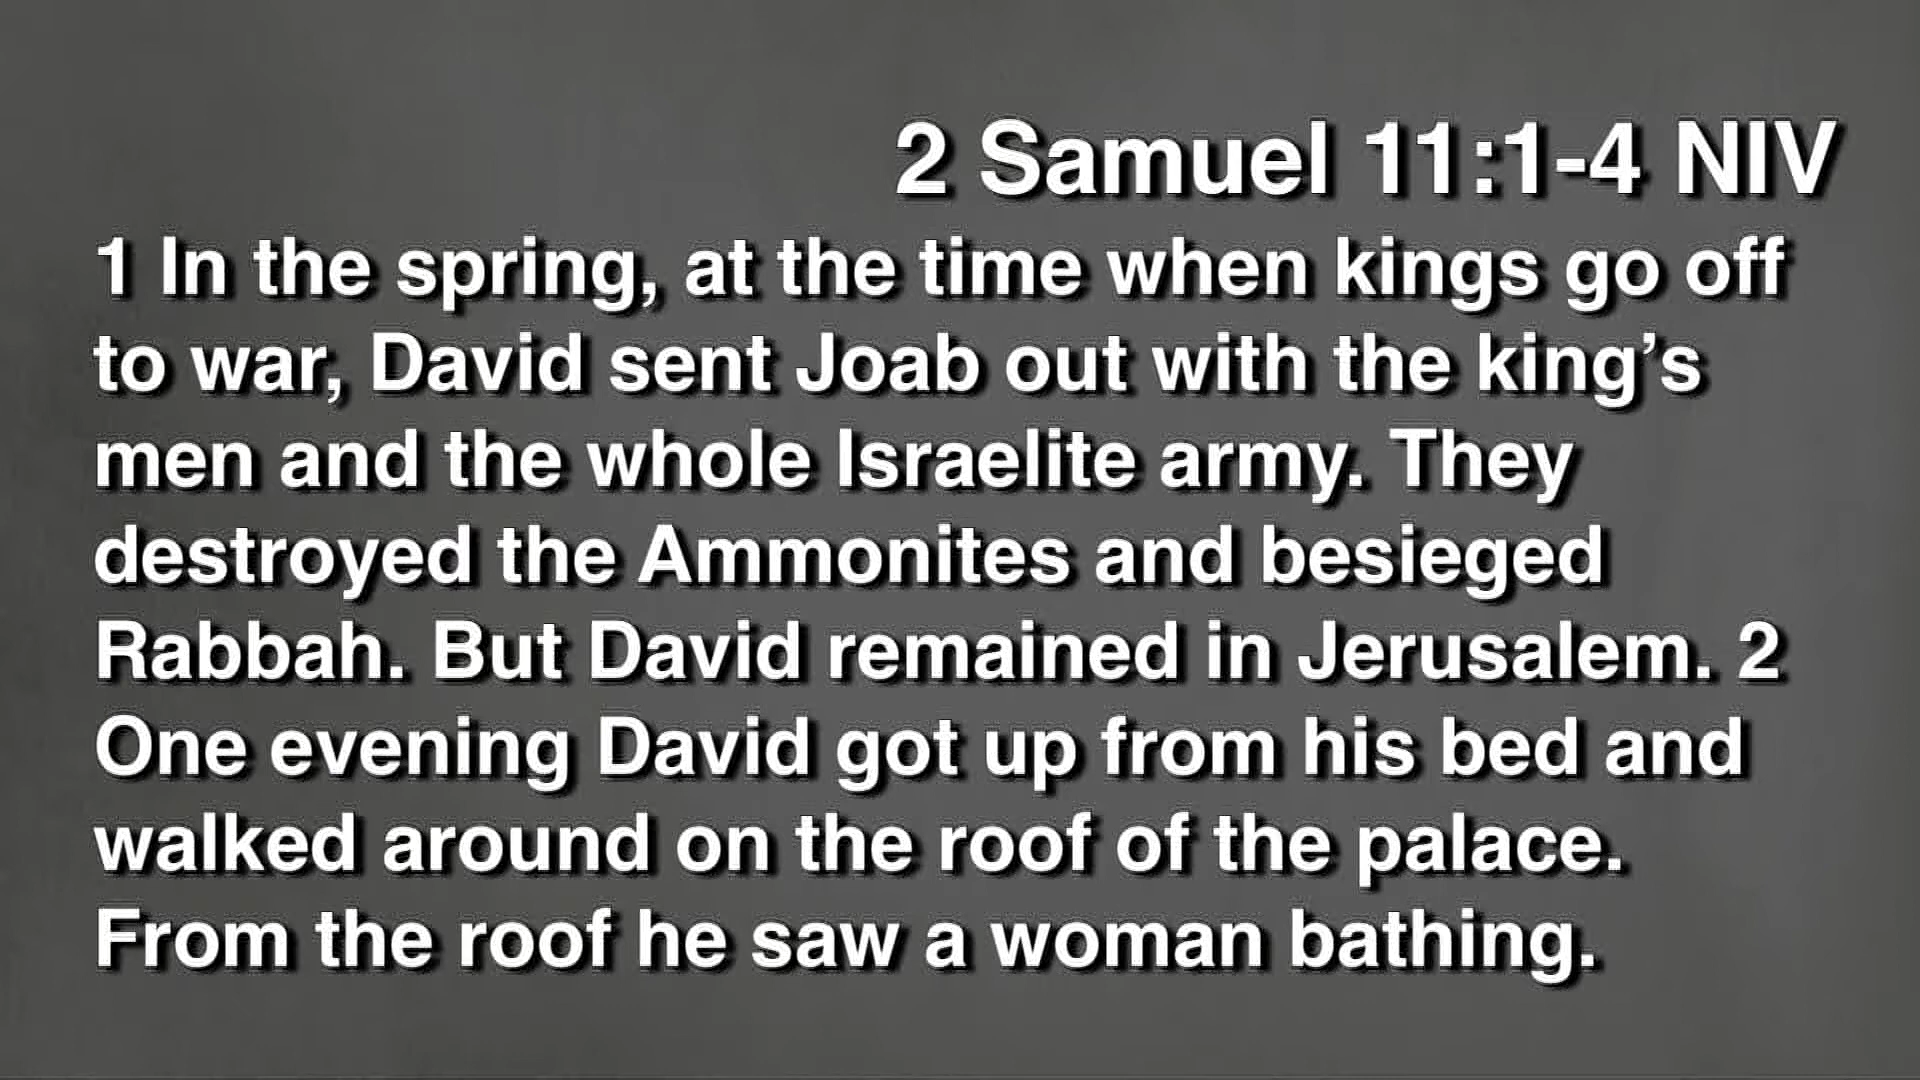 2 Samuel 11:1-4 NIV
1 In the spring, at the time when kings go off
to war, David sent Joab out with the king’s
men and the whole Israelite army. They
destroyed the Ammonites and besieged
Rabbah. But David remained in Jerusalem. 2
One evening David got up from his bed and
walked around on the roof of the palace.
From the roof he saw a woman bathing.